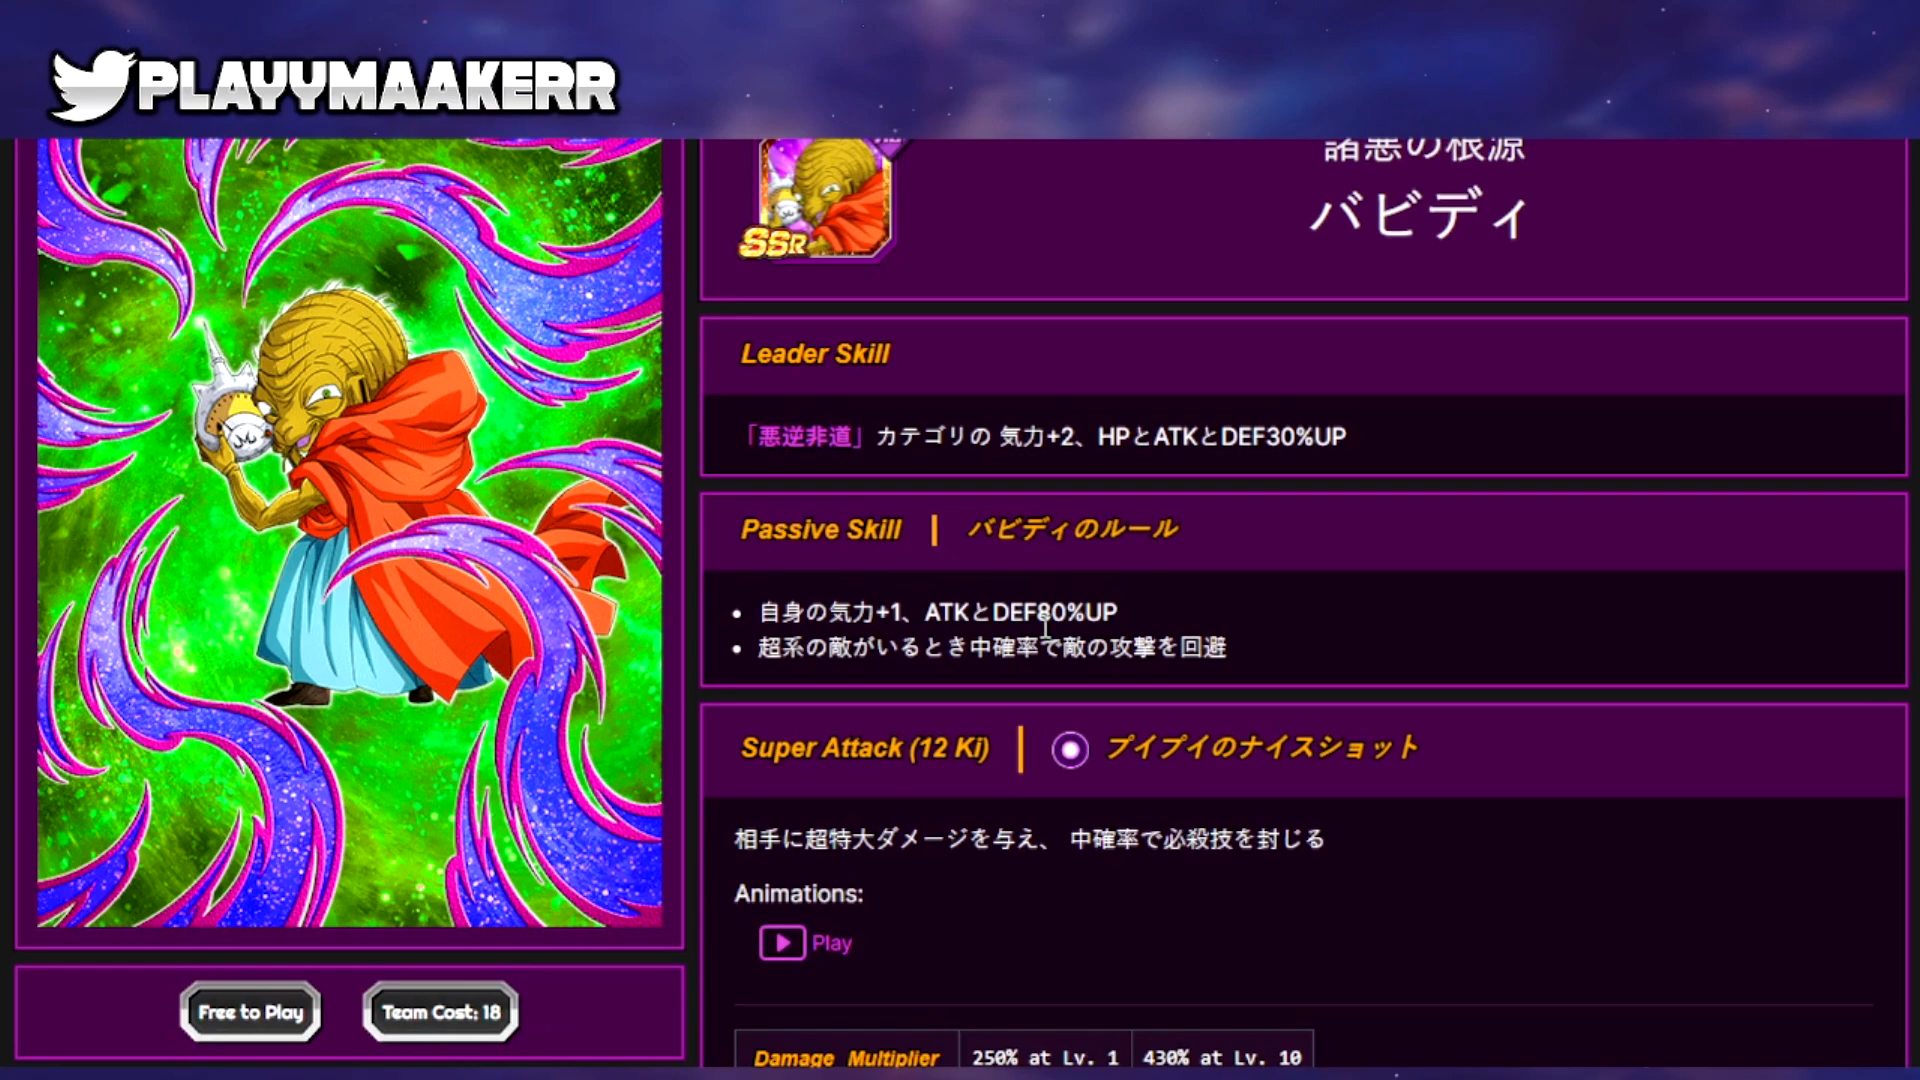 PLAYYMAAKERR
諸悪の根源
バビディ
SSR
Leader Skill
「悪逆非道」カテゴリの 気力+2、HPとATKとDEF30%UP
Passive Skill | バビディのルール
• 自身の気力+1、ATKとDEF80%UP
• 超系の敵がいるとき中確率で敵の攻撃を回避
Super Attack (12 Ki) | プイプイのナイスショット
相手に超特大ダメージを与え、 中確率で必殺技を封じる
Animations:
Play
Free to Play
Team Cost: 18
Damage Multiplier 250% at Lv. 1 430% at Lv. 10